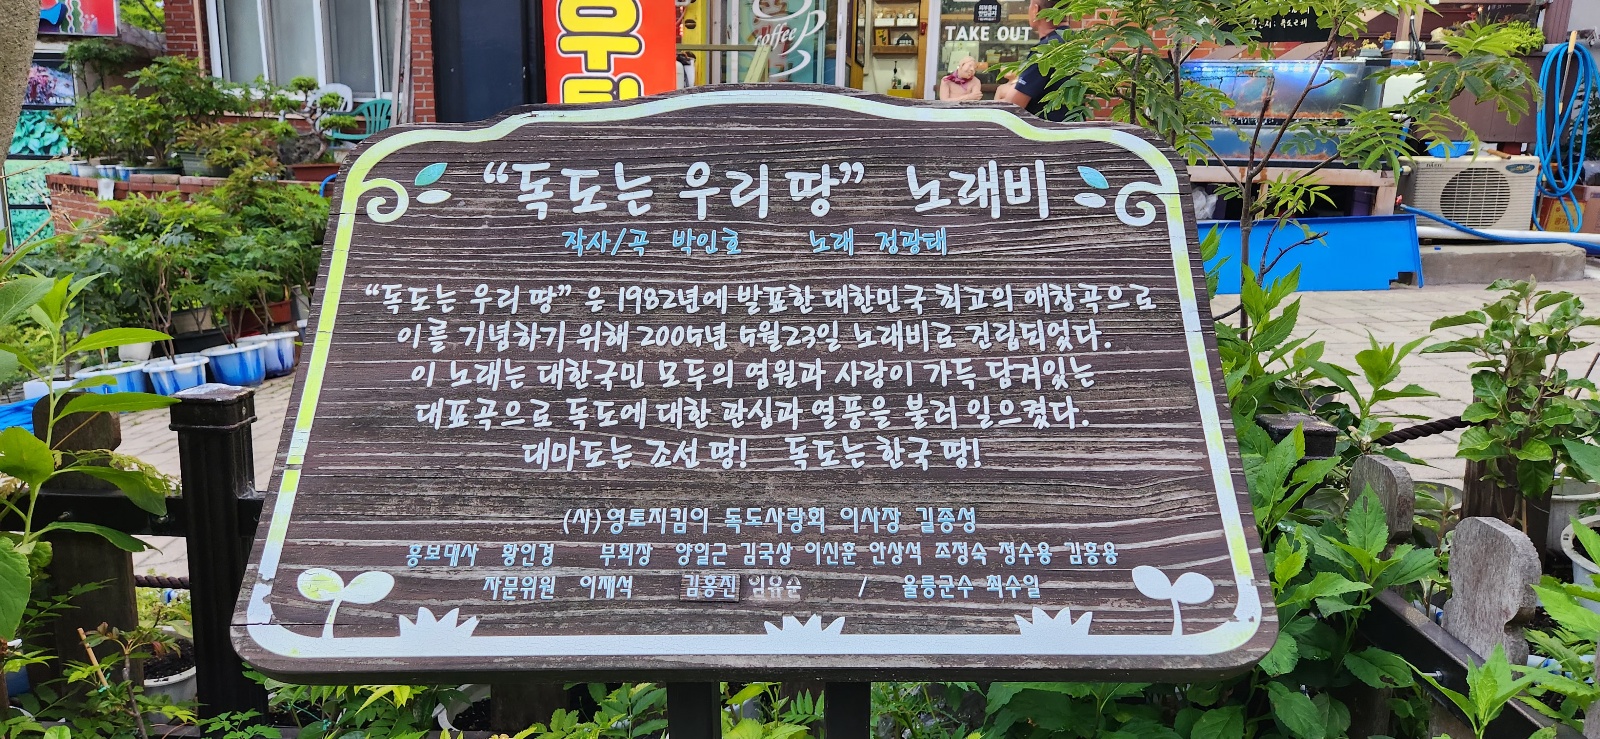 우
coffee
TAKE OUT
“독도는 우리 땅” 노래비
작사/곡 박인호 노래 정광태
“독도는 우리 땅” 은 1982년에 발표한 대한민국 최고의 애창곡으로
이를 기념하기 위해 2005년 5월23일 노래비로 건립되었다.
이 노래는 대한국민 모두의 염원과 사랑이 가득 담겨있는
대표곡으로 독도에 대한 관심과 열풍을 불러 일으켰다.
대마도는 조선 땅! 독도는 한국 땅!
(사)영토지킴이 독도사랑회 이사장 길종성
홍보대사 황인경 부회장 양일근 김국상 이신훈 안상석 조정숙 정수용 김흥용
자문위원 이재석 김흥진 임유순 / 울릉군수 최수일